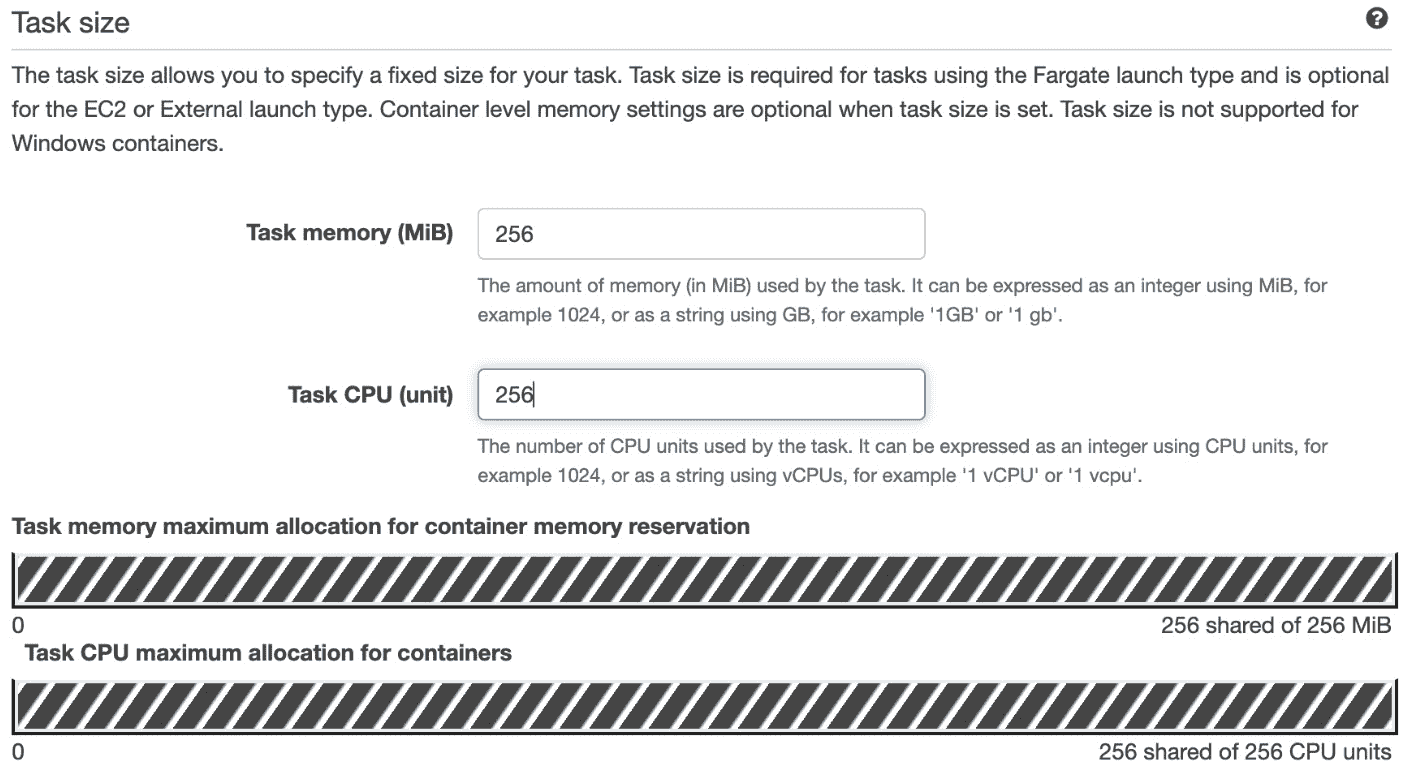 Task size
?
The task size allows you to specify a fixed size for your task. Task size is required for tasks using the Fargate launch type and is optional
for the EC2 or External launch type. Container level memory settings are optional when task size is set. Task size is not supported for
Windows containers.
Task memory (MiB)
256
The amount of memory (in MiB) used by the task. It can be expressed as an integer using MiB, for
example 1024, or as a string using GB, for example '1GB' or '1 gb'.
Task CPU (unit)
256
The number of CPU units used by the task. It can be expressed as an integer using CPU units, for
example 1024, or as a string using vCPUs, for example '1 vCPU' or '1 vcpu'.
Task memory maximum allocation for container memory reservation
0
256 shared of 256 MiB
Task CPU maximum allocation for containers
0
256 shared of 256 CPU units